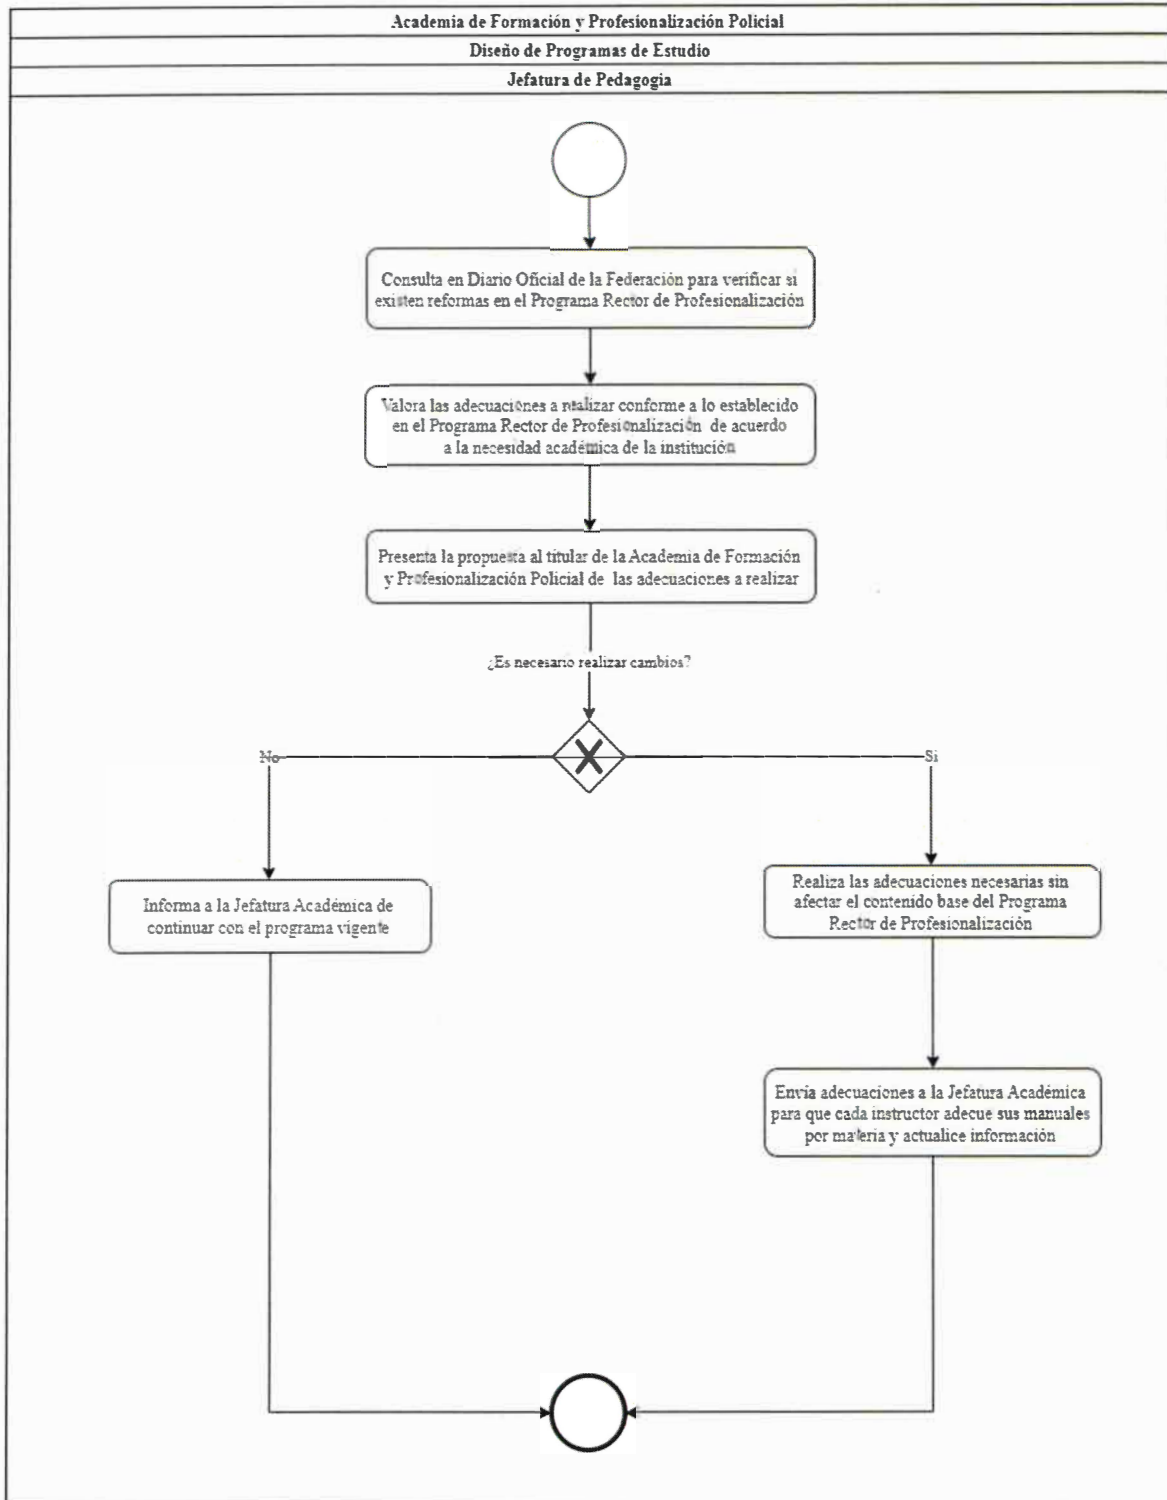 Academia de Formación y Profesionalización Policial
Diseño de Programas de Estudio
Jefatura de Pedagogia
Consulta en Diario Oficial de la Federación para verificar si
existen reformas en el Programa Rector de Profesionalización
Valora las adecuaciones a realizar conforme a lo establecido
en el Programa Rector de Profesionalización de acuerdo
a la necesidad académica de la institución
Presenta la propuesta al titular de la Academia de Formación
y Profesionalización Policial de las adecuaciones a realizar
¿Es necesario realizar cambios?
No
Si
Informa a la Jefatura Académica de
continuar con el programa vigente
Realiza las adecuaciones necesarias sin
afectar el contenido base del Programa
Rector de Profesionalización
Envía adecuaciones a la Jefatura Académica
para que cada instructor adecue sus manuales
por materia y actualice información